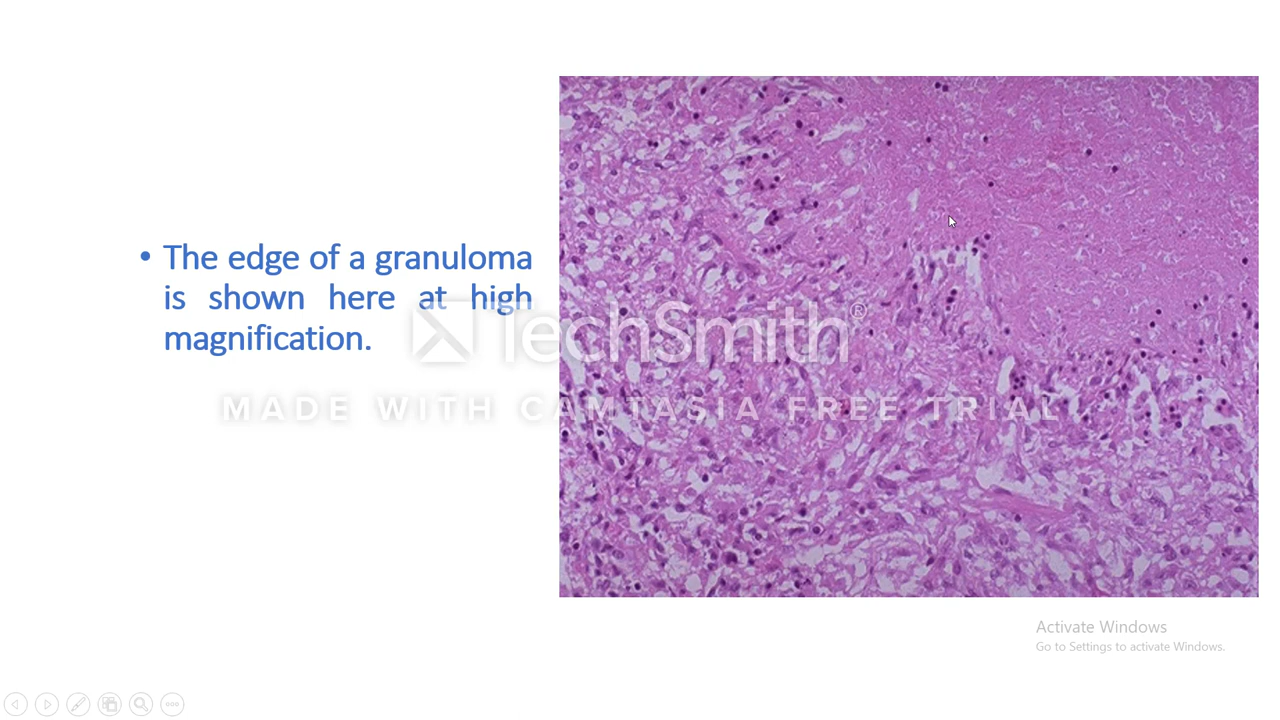 • The edge of a granuloma
is shown here at high
magnification.
TechSmith®
MADE WITH CAMTASIA FREE TRIAL
Activate Windows
Go to Settings to activate Windows.